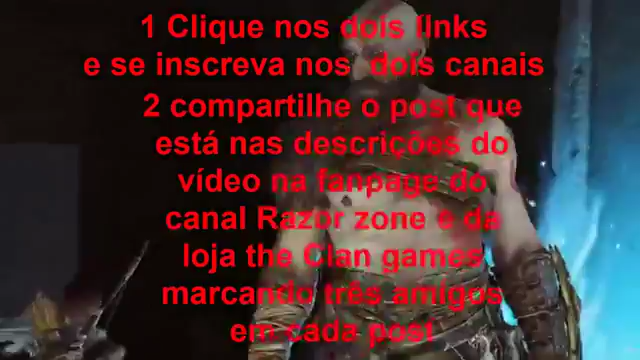 1 Clique nos dois links
e se inscreva nos dois canais
2 compartilhe o post que
está nas descrições do
vídeo na fanpage do
canal Razor zone e da
loja the Clan games
marcando três amigos
em cada post